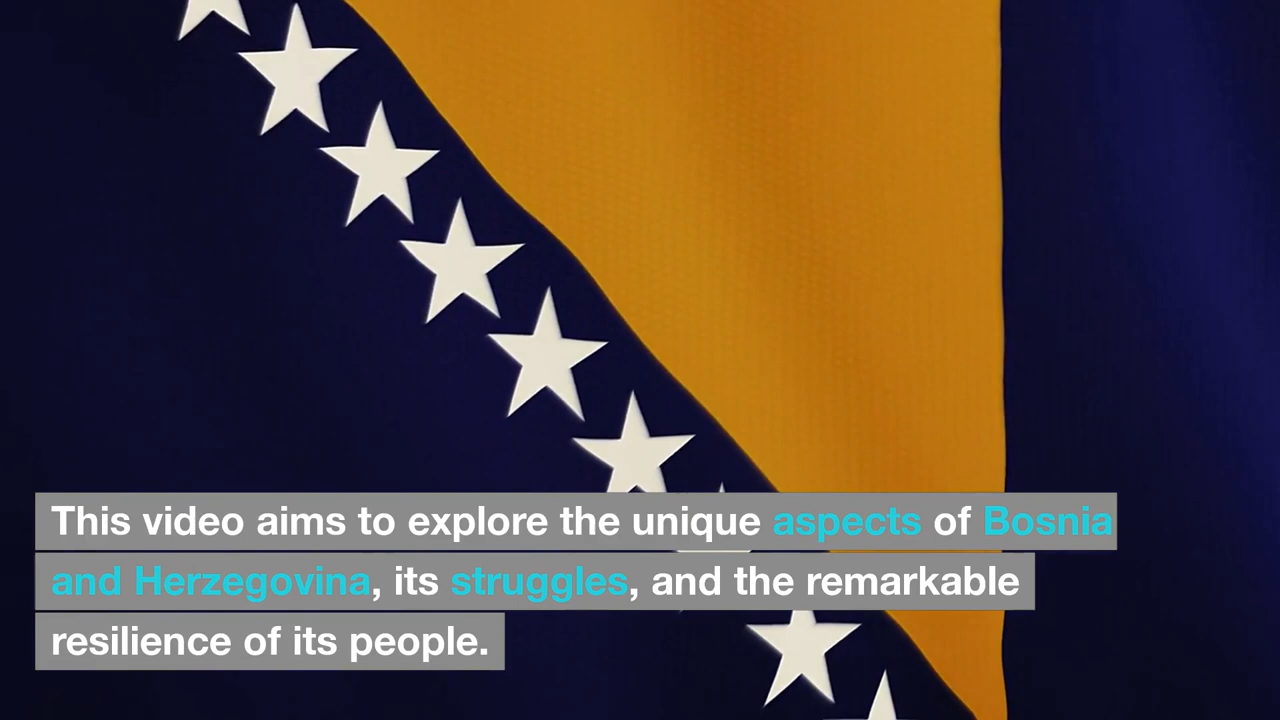 This video aims to explore the unique aspects of Bosnia
and Herzegovina, its struggles, and the remarkable
resilience of its people.